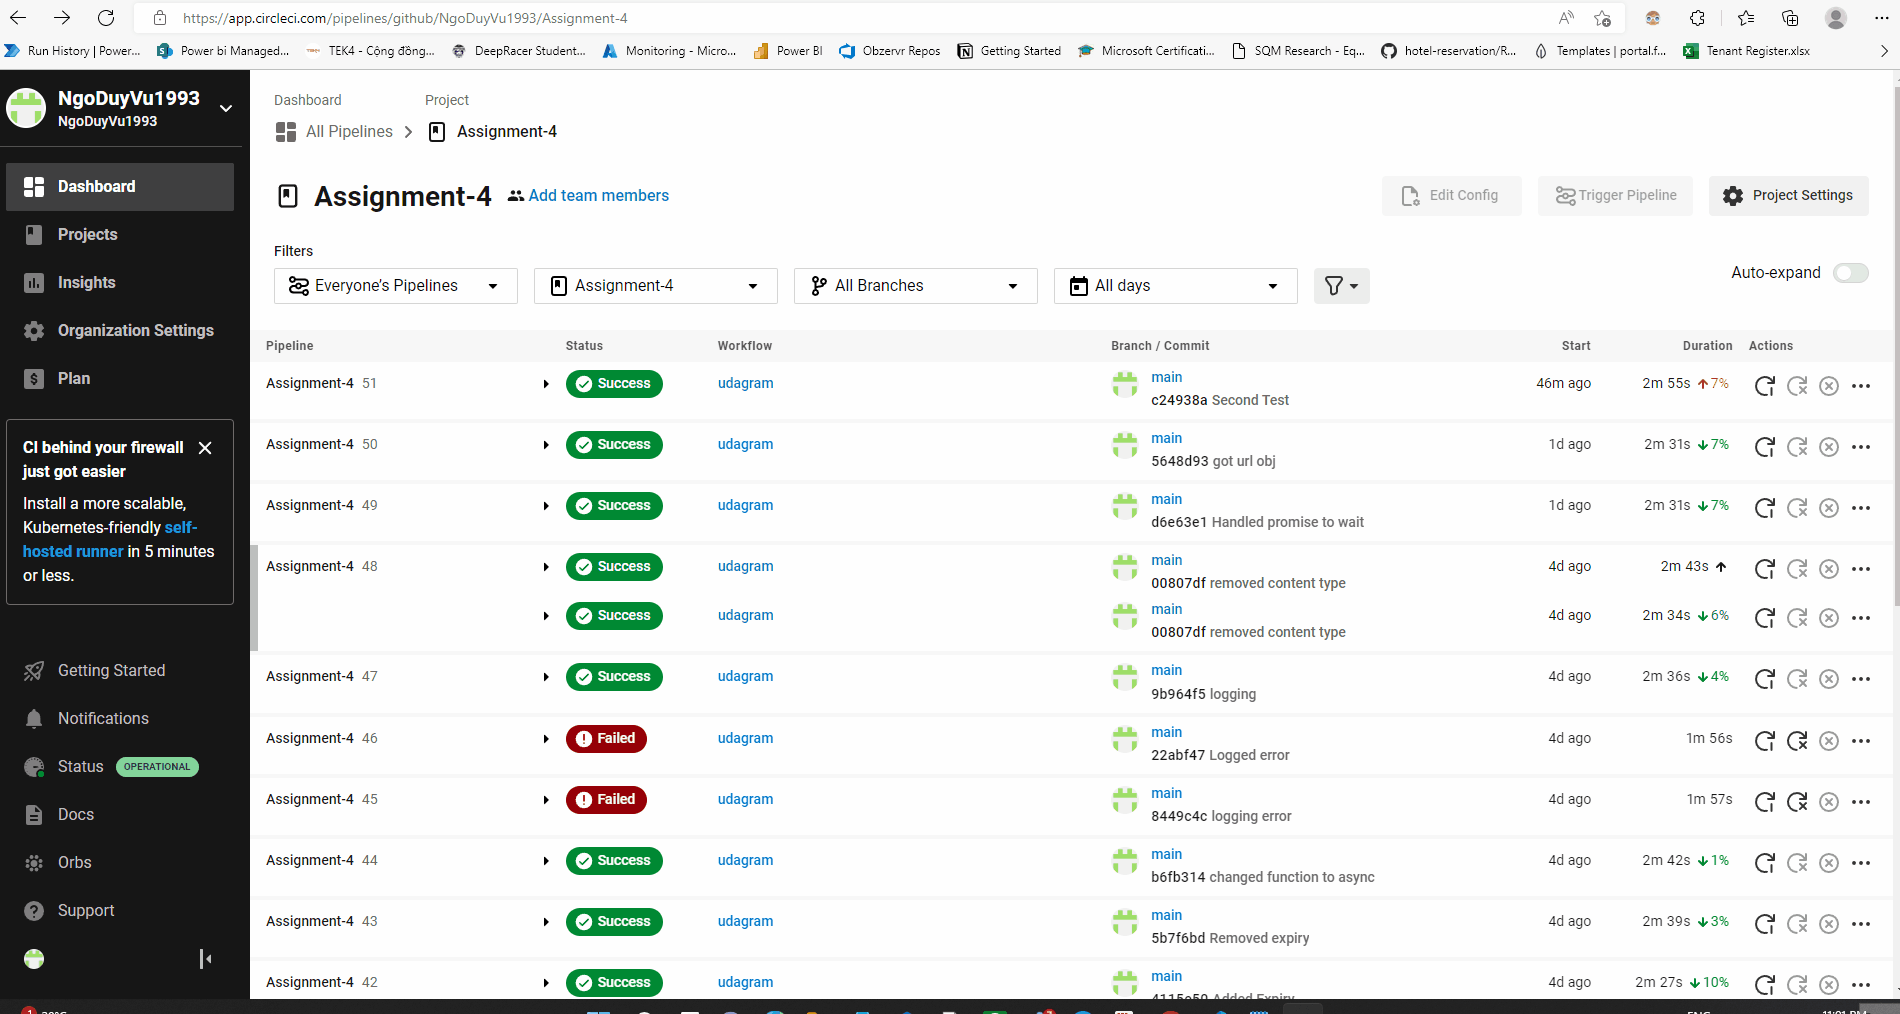 https://app.circleci.com/pipelines/github/NgoDuyVu1993/Assignment-4
Run History | Power...
Power bi Managed...
TEK4 - Cộng đồng...
DeepRacer Student...
Monitoring - Micro...
Power BI
Obzervr Repos
Getting Started
Microsoft Certificati...
SQM Research - Eq...
hotel-reservation/R...
Templates | portal.f...
Tenant Register.xlsx
NgoDuyVu1993
NgoDuyVu1993
Dashboard
Projects
Insights
Organization Settings
Plan
CI behind your firewall
just got easier
Install a more scalable,
Kubernetes-friendly self-
hosted runner in 5 minutes
or less.
Getting Started
Notifications
Status OPERATIONAL
Docs
Orbs
Support
Dashboard Project
All Pipelines Assignment-4
Assignment-4 Add team members
Edit Config Trigger Pipeline Project Settings
Filters
Everyone's Pipelines Assignment-4 All Branches All days
Auto-expand
Pipeline Status Workflow Branch / Commit Start Duration Actions
Assignment-4 51 Success udagram main 46m ago 2m 55s 7%
c24938a Second Test
Assignment-4 50 Success udagram main 1d ago 2m 31s 7%
5648d93 got url obj
Assignment-4 49 Success udagram main 1d ago 2m 31s 7%
d6e63e1 Handled promise to wait
Assignment-4 48 Success udagram main 4d ago 2m 43s
00807df removed content type
Success udagram main 4d ago 2m 34s 6%
00807df removed content type
Assignment-4 47 Success udagram main 4d ago 2m 36s 4%
9b964f5 logging
Assignment-4 46 Failed udagram main 4d ago 1m 56s
22abf47 Logged error
Assignment-4 45 Failed udagram main 4d ago 1m 57s
8449c4c logging error
Assignment-4 44 Success udagram main 4d ago 2m 42s 1%
b6fb314 changed function to async
Assignment-4 43 Success udagram main 4d ago 2m 39s 3%
5b7f6bd Removed expiry
Assignment-4 42 Success udagram main 4d ago 2m 27s 10%
Added Expiry